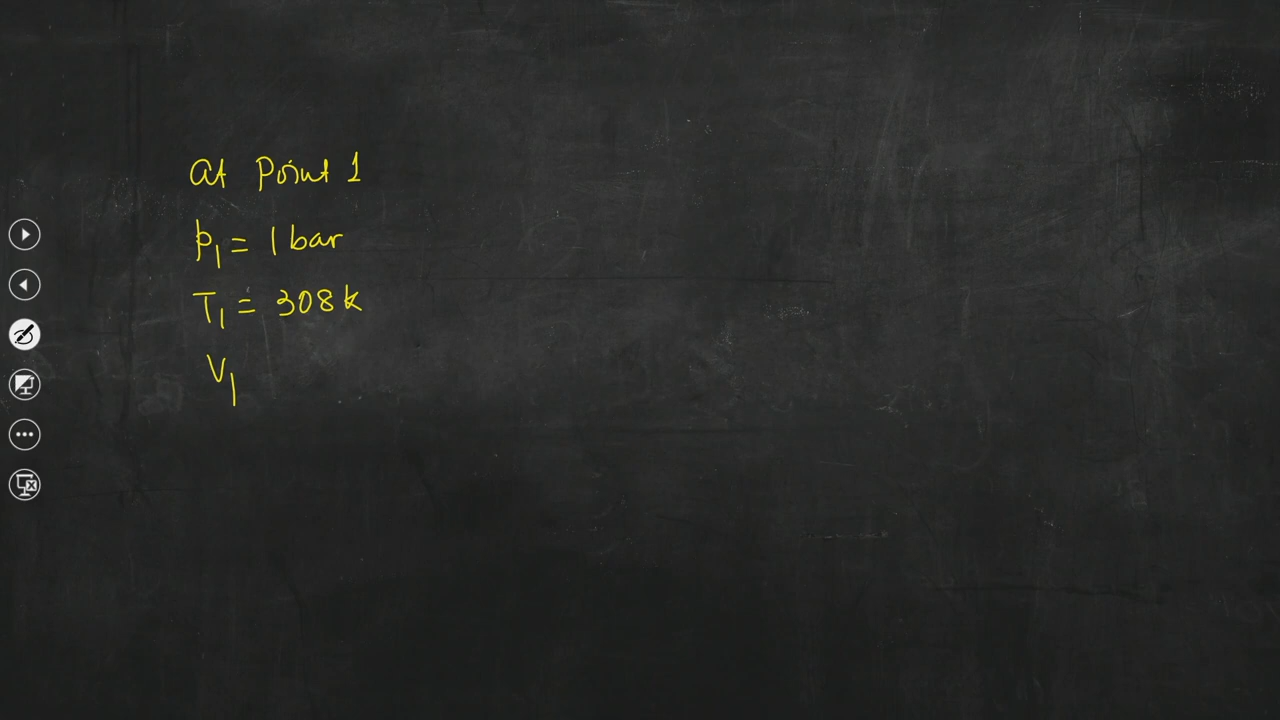 at Point 1
p₁ = 1 bar
T₁ = 308 k
V₁